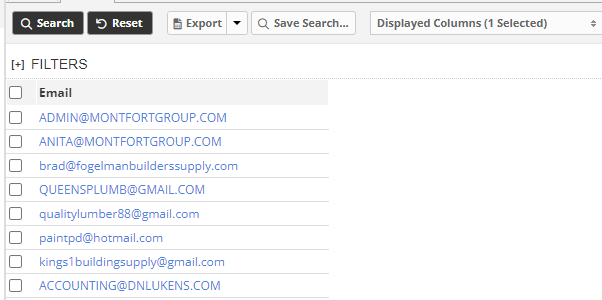 Search Reset Export Save Search... Displayed Columns (1 Selected)
[+] FILTERS
Email
ADMIN@MONTFORTGROUP.COM
ANITA@MONTFORTGROUP.COM
brad@fogelmanbuilderssupply.com
QUEENSPLUMB@GMAIL.COM
qualitylumber88@gmail.com
paintpd@hotmail.com
kings1buildingsupply@gmail.com
ACCOUNTING@DNLUKENS.COM